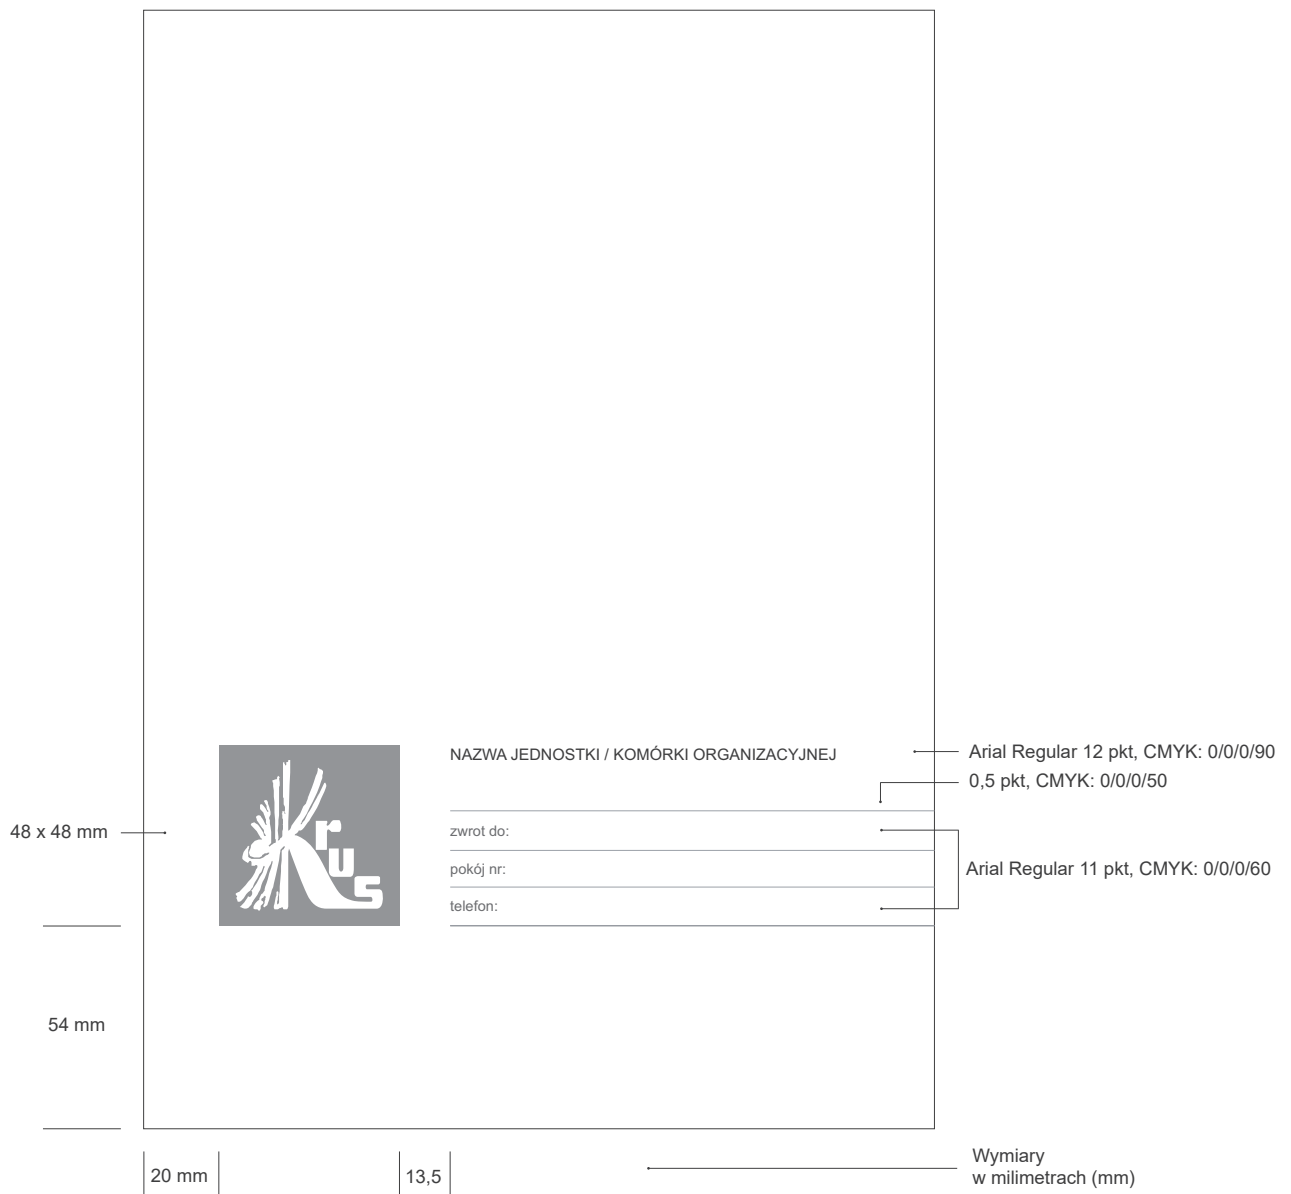 NAZWA JEDNOSTKI / KOMÓRKI ORGANIZACYJNEJ
Arial Regular 12 pkt, CMYK: 0/0/0/90
0,5 pkt, CMYK: 0/0/0/50
48 x 48 mm
Krus
zwrot do:
pokój nr:
telefon:
Arial Regular 11 pkt, CMYK: 0/0/0/60
54 mm
20 mm
13,5
Wymiary
w milimetrach (mm)